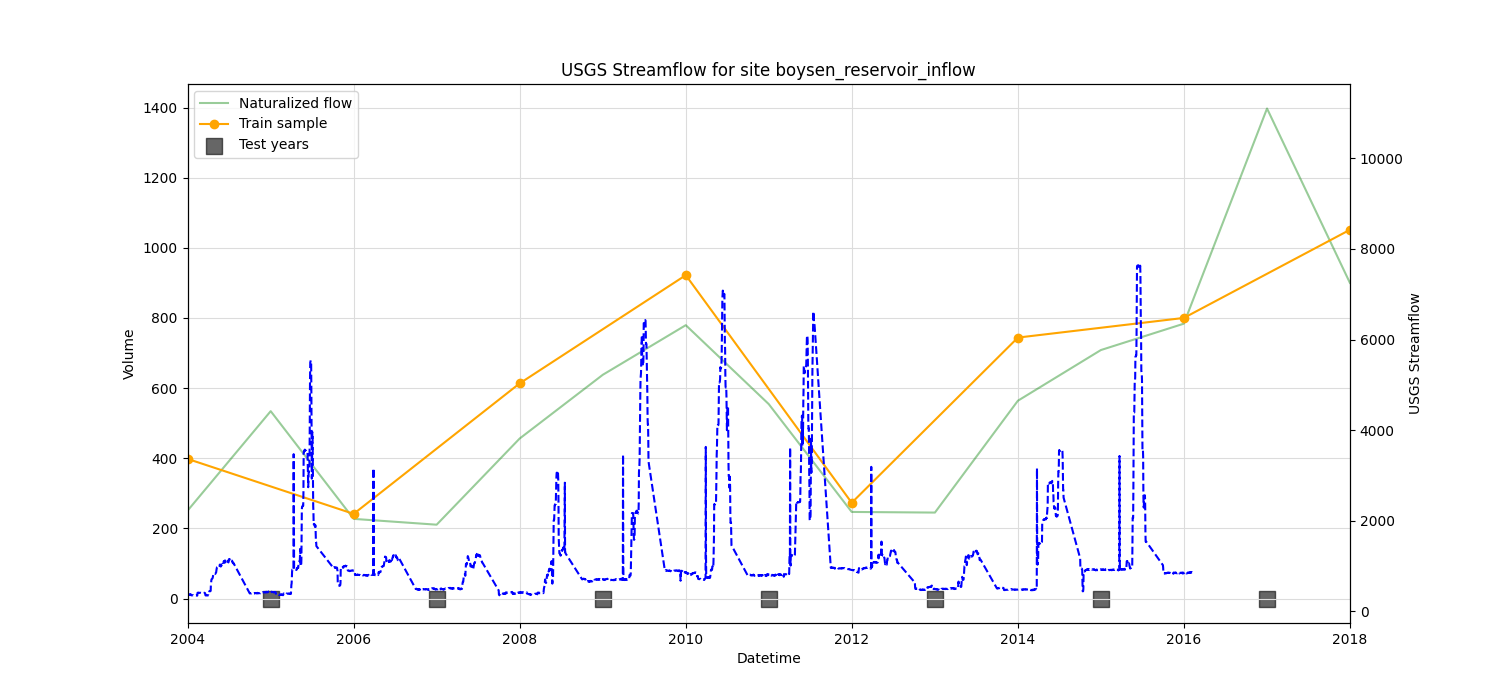 USGS Streamflow for site boysen_reservoir_inflow
Naturalized flow
Train sample
Test years
1400
1200
1000
800
600
400
200
0
Volume
10000
8000
6000
4000
2000
0
USGS Streamflow
2004 2006 2008 2010 2012 2014 2016 2018
Datetime